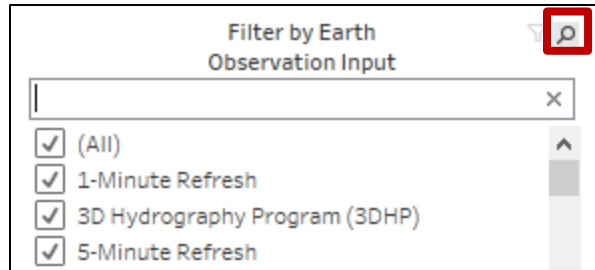 Filter by Earth
Observation Input
(All)
1-Minute Refresh
3D Hydrography Program (3DHP)
5-Minute Refresh